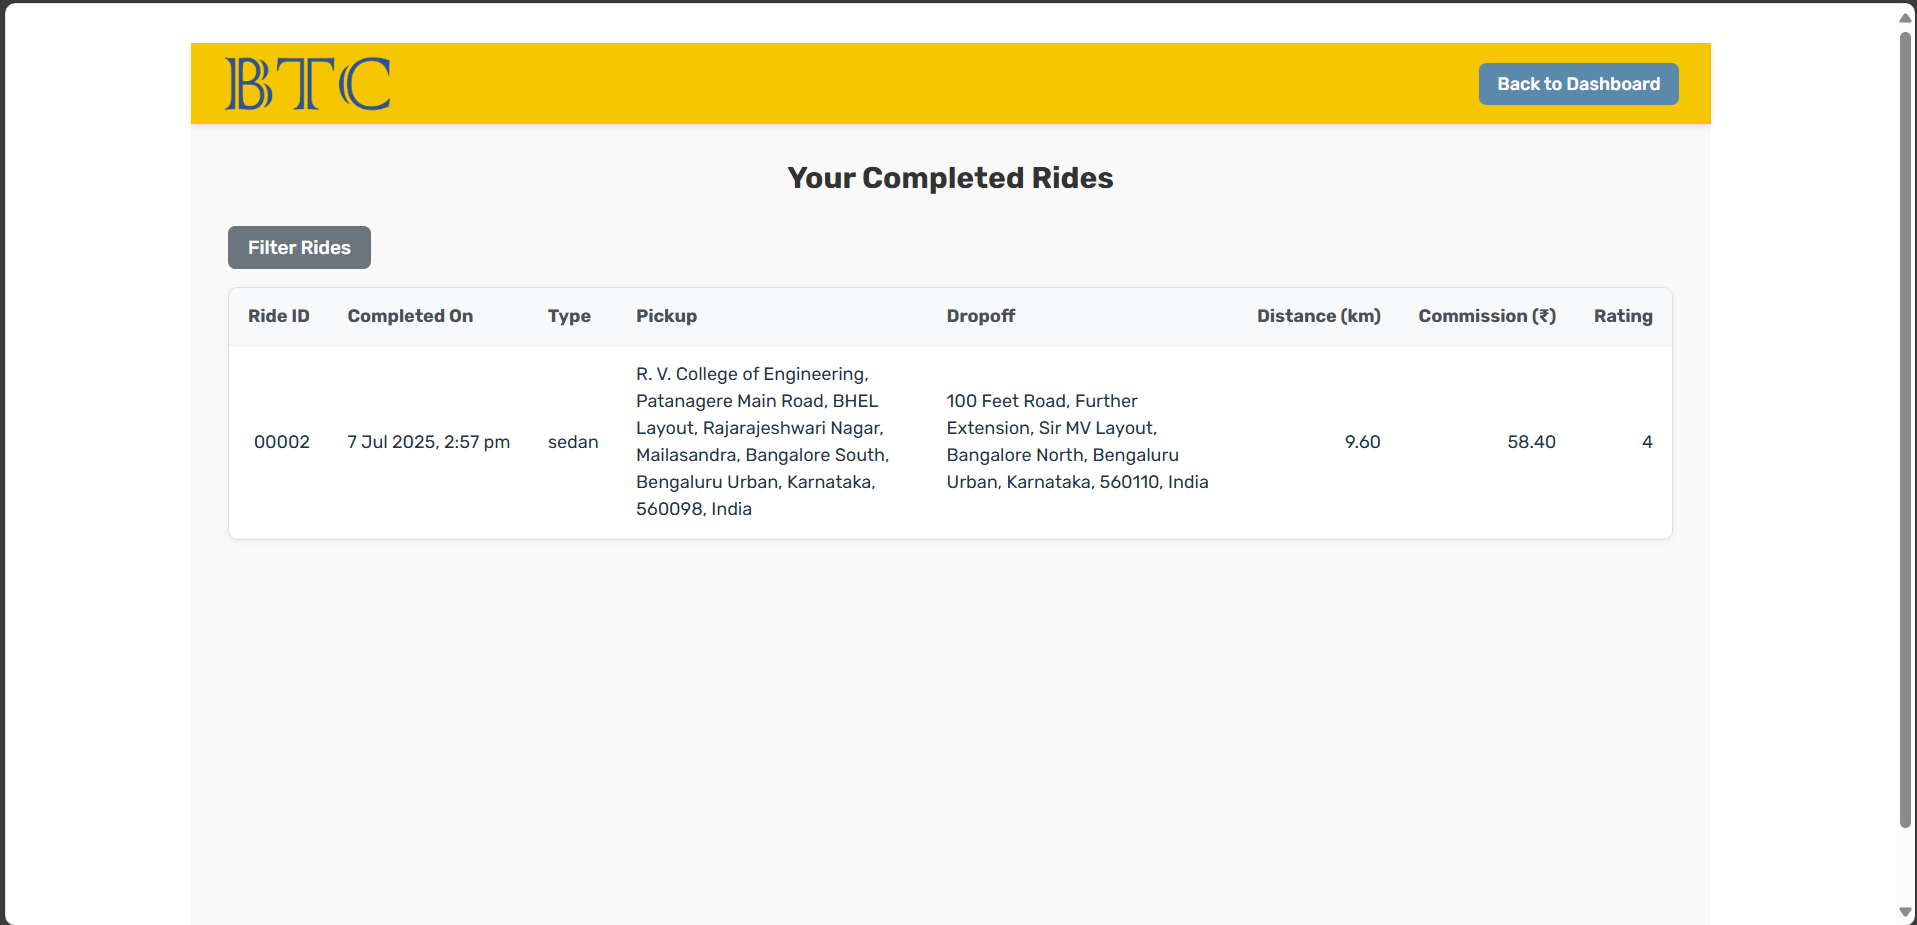 BTC
Back to Dashboard
Your Completed Rides
Filter Rides
Ride ID Completed On Type Pickup Dropoff Distance (km) Commission (₹) Rating
00002
7 Jul 2025, 2:57 pm
sedan
R. V. College of Engineering,
Patanagere Main Road, BHEL
Layout, Rajarajeshwari Nagar,
Mailasandra, Bangalore South,
Bengaluru Urban, Karnataka,
560098, India
100 Feet Road, Further
Extension, Sir MV Layout,
Bangalore North, Bengaluru
Urban, Karnataka, 560110, India
9.60
58.40
4